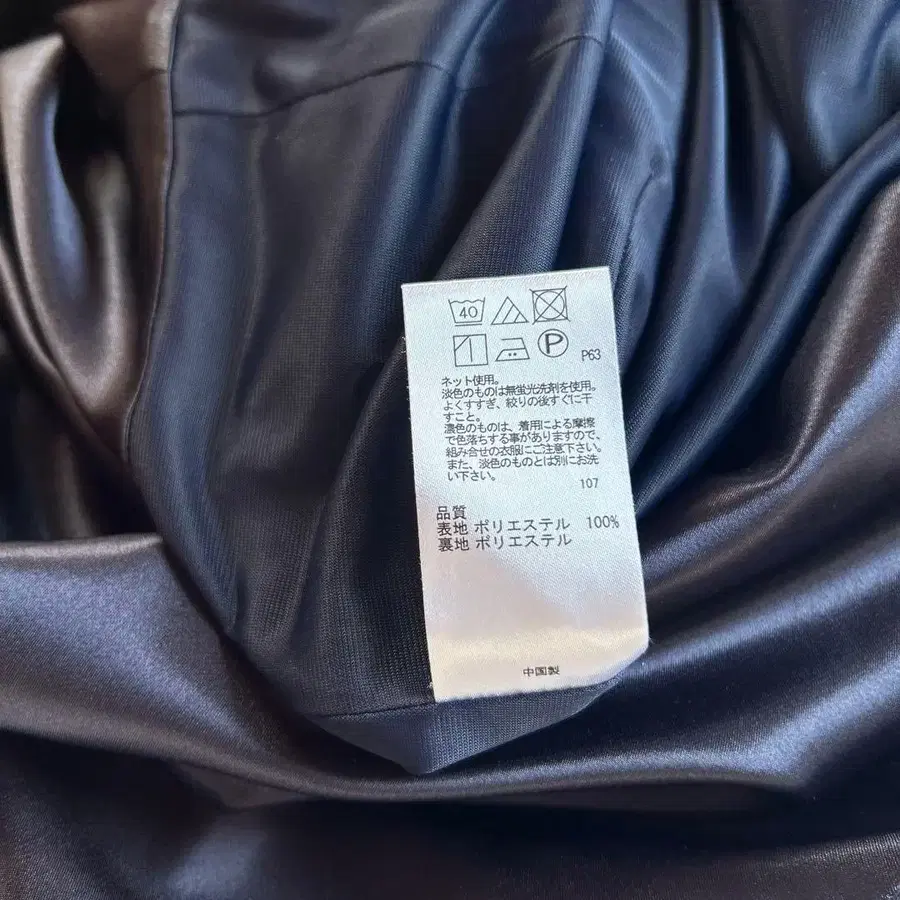 40
P P63
ネット使用。
淡色のものは無蛍光洗剤を使用。
よくすすぎ、絞りの後すぐに干
すこと。
濃色のものは、着用による摩擦
で色落ちする事がありますので、
組み合せの衣服にご注意下さい。
また、淡色のものとは別にお洗
い下さい。
107
品質
表地 ポリエステル 100%
裏地 ポリエステル
中国製